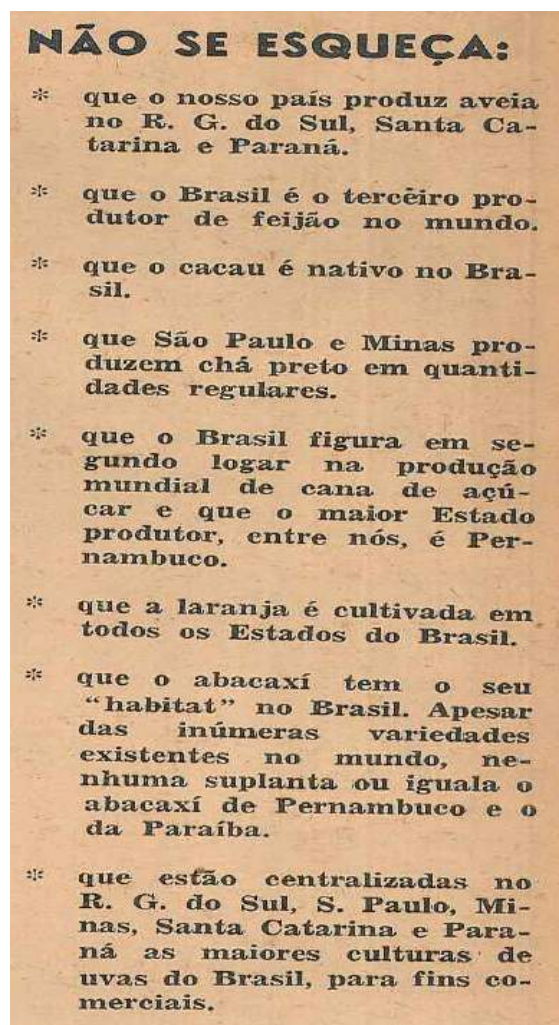 NÃO SE ESQUEÇA:
* que o nosso país produz aveia
no R. G. do Sul, Santa Ca-
tarina e Paraná.
* que o Brasil é o tercèiro pro-
dutor de feijão no mundo.
* que o cacau é nativo no Bra-
sil.
* que São Paulo e Minas pro-
duzem chá preto em quanti-
dades regulares.
* que o Brasil figura em se-
gundo logar na produção
mundial de cana de açú-
car e que o maior Estado
produtor, entre nós, é Per-
nambuco.
* que a laranja é cultivada em
todos os Estados do Brasil.
* que o abacaxí tem o seu
“habitat” no Brasil. Apesar
das inúmeras variedades
existentes no mundo, ne-
nhuma suplanta ou iguala o
abacaxí de Pernambuco e o
da Paraíba.
* que estão centralizadas no
R. G. do Sul, S. Paulo, Mi-
nas, Santa Catarina e Para-
ná as maiores culturas de
uvas do Brasil, para fins co-
merciais.